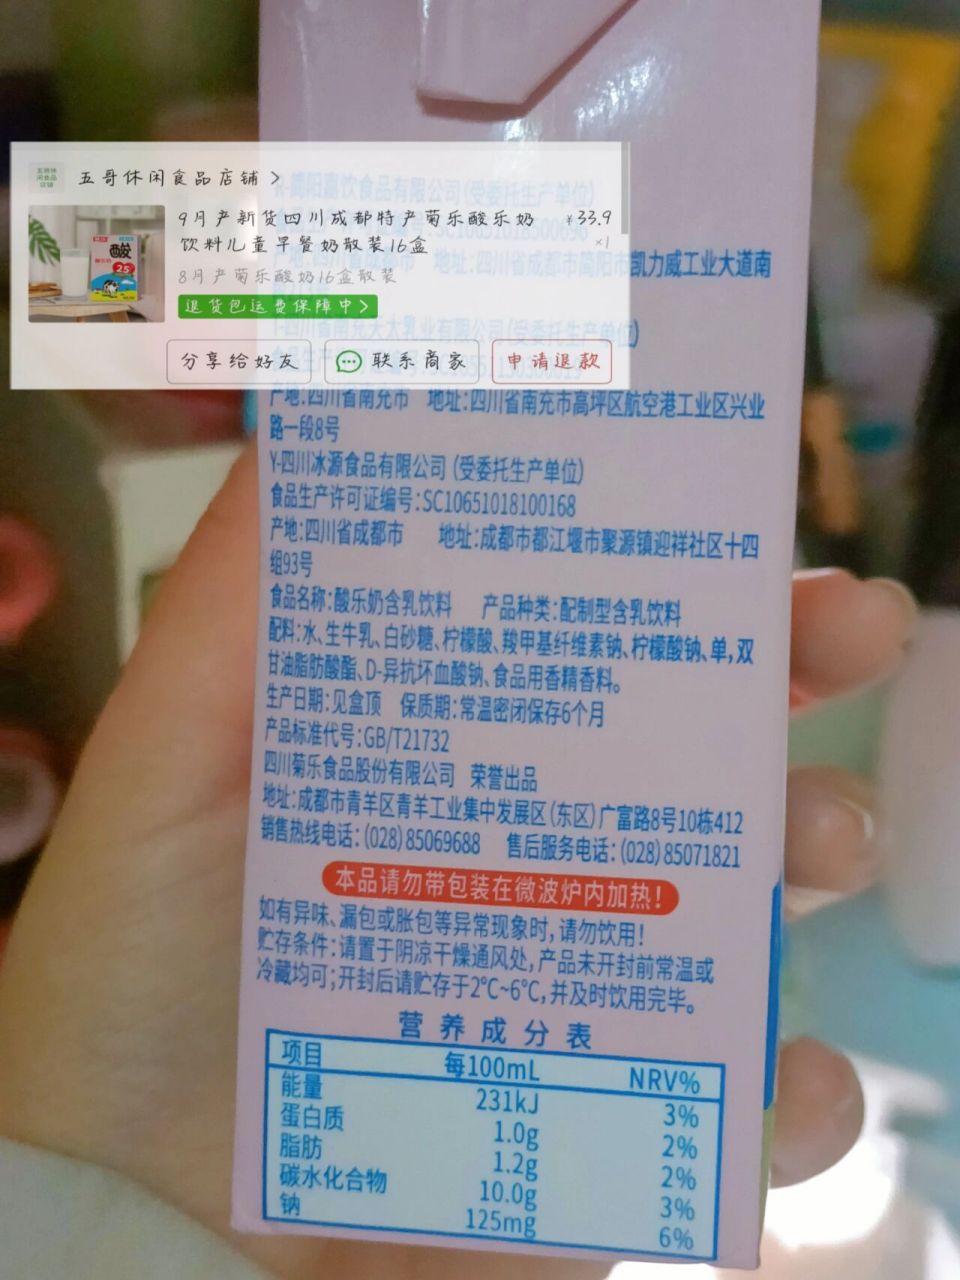 五哥休闲食品店铺 >
9月产新货四川成都特产菊乐酸乐奶 ¥33.9
饮料儿童早餐奶散装16盒 ×1
8月产菊乐酸奶16盒散装
退货包运费保障中 >
分享给好友 联系商家 申请退款
酸
25
R-简阳嘉饮食品有限公司(受委托生产单位)
产地:四川省成都市 地址:四川省成都市简阳市凯力威工业大道南
(受委托生产单位)
产地:四川省南充市 地址:四川省南充市高坪区航空港工业区兴业
路一段8号
Y-四川冰源食品有限公司(受委托生产单位)
食品生产许可证编号:SC10651018100168
产地:四川省成都市 地址:成都市都江堰市聚源镇迎祥社区十四
组93号
食品名称:酸乐奶含乳饮料 产品种类:配制型含乳饮料
配料:水、生牛乳、白砂糖、柠檬酸、羧甲基纤维素钠、柠檬酸钠、单,双
甘油脂肪酸酯、D-异抗坏血酸钠、食品用香精香料。
生产日期:见盒顶 保质期:常温密闭保存6个月
产品标准代号:GB/T21732
四川菊乐食品股份有限公司 荣誉出品
地址:成都市青羊区青羊工业集中发展区(东区)广富路8号10栋412
销售热线电话:(028)85069688 售后服务电话:(028)85071821
本品请勿带包装在微波炉内加热!
如有异味、漏包或胀包等异常现象时,请勿饮用!
贮存条件:请置于阴凉干燥通风处,产品未开封前常温或
冷藏均可;开封后请贮存于2°C~6°C,并及时饮用完毕。
营养成分表
项目 每100mL NRV%
能量 231kJ 3%
蛋白质 1.0g 2%
脂肪 1.2g 2%
碳水化合物 10.0g 3%
钠 125mg 6%